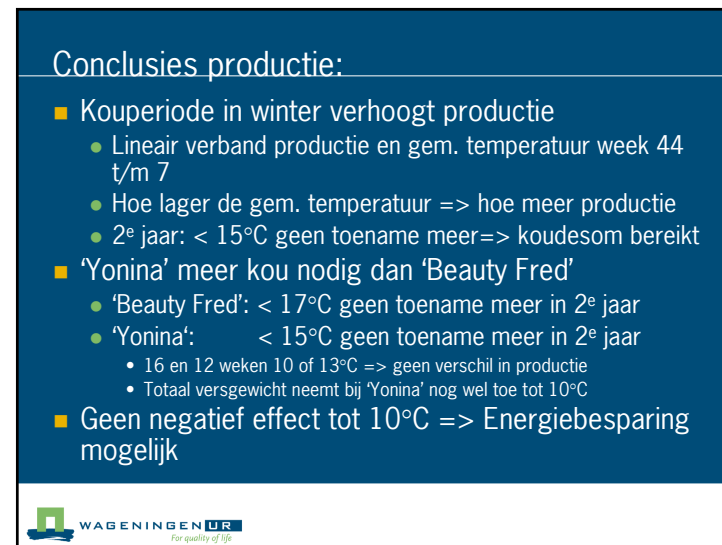 Conclusies productie:
Kouperiode in winter verhoogt productie
Lineair verband productie en gem. temperatuur week 44
t/m 7
Hoe lager de gem. temperatuur => hoe meer productie
2e jaar: < 15°C geen toename meer=> koudesom bereikt
‘Yonina’ meer kou nodig dan ‘Beauty Fred’
‘Beauty Fred’: < 17°C geen toename meer in 2e jaar
‘Yonina‘: < 15°C geen toename meer in 2e jaar
16 en 12 weken 10 of 13°C => geen verschil in productie
Totaal versgewicht neemt bij ‘Yonina’ nog wel toe tot 10°C
Geen negatief effect tot 10°C => Energiebesparing
mogelijk
WAGENINGEN UR
For quality of life